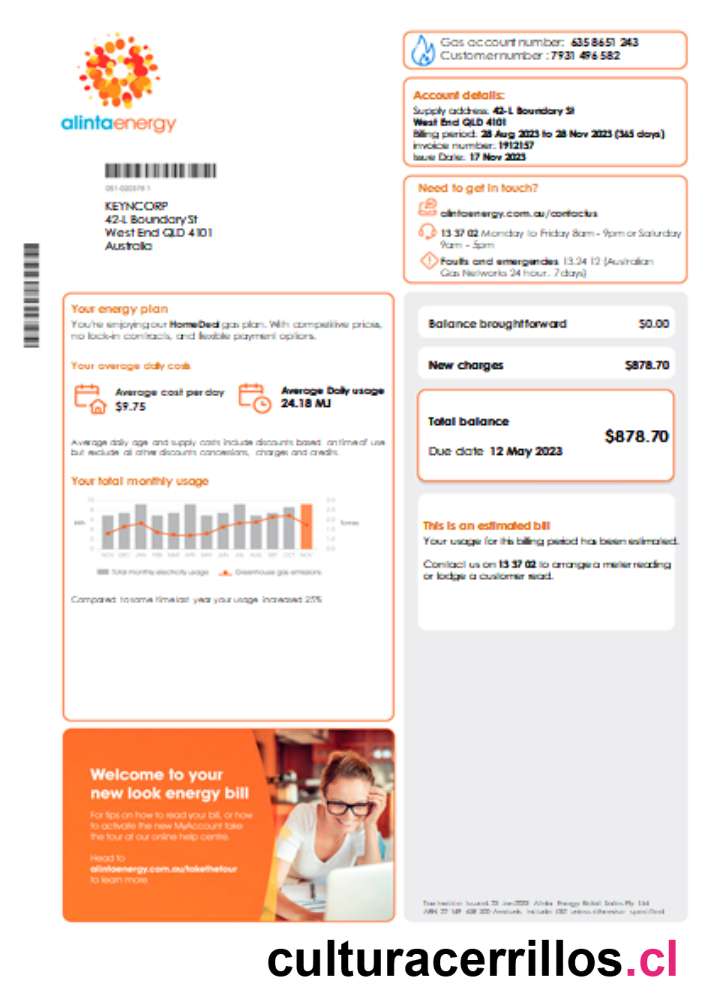 alintaenergy
Gas account number: 635 8651 243
Customer number : 7931 496 582
Account details:
Supply address: 42-L Boundary St
West End QLD 4101
Billing period: 28 Aug 2023 to 28 Nov 2023 (365 days)
Invoice number: 1912157
Issue Date: 17 Nov 2023
KEYNCORP
42-L Boundary St
West End QLD 4101
Australia
Need to get in touch?
alintaenergy.com.au/contactus
13 37 02 Monday to Friday 8am - 9pm or Saturday
9am - 5pm
Faults and emergencies 13 24 12 (Australian
Gas Networks 24 hour, 7 days)
Your energy plan
You're enjoying our HomeDeal gas plan. With competitive prices,
no lock-in contracts, and flexible payment options.
Your average daily costs
Average cost per day
$9.75
Average Daily usage
24.18 MJ
Average daily age and supply costs include discounts based on time of use
but exclude all other discounts concessions, charges and credits.
Your total monthly usage
NOV DEC JAN FEB MAR APR MAY JUN JUL AUG SEP OCT NOV
Total monthly electricity usage
Greenhouse gas emissions
Compared to same time last year your usage increased 25%
Balance brought forward $0.00
New charges $878.70
Total balance
$878.70
Due date 12 May 2023
This is an estimated bill
Your usage for this billing period has been estimated.
Contact us on 13 37 02 to arrange a meter reading
or lodge a customer read.
Welcome to your
new look energy bill
For tips on how to read your bill, or how
to activate the new MyAccount take
the tour at our online help centre.
Head to
alintaenergy.com.au/takethetour
to learn more
culturacerrillos.cl